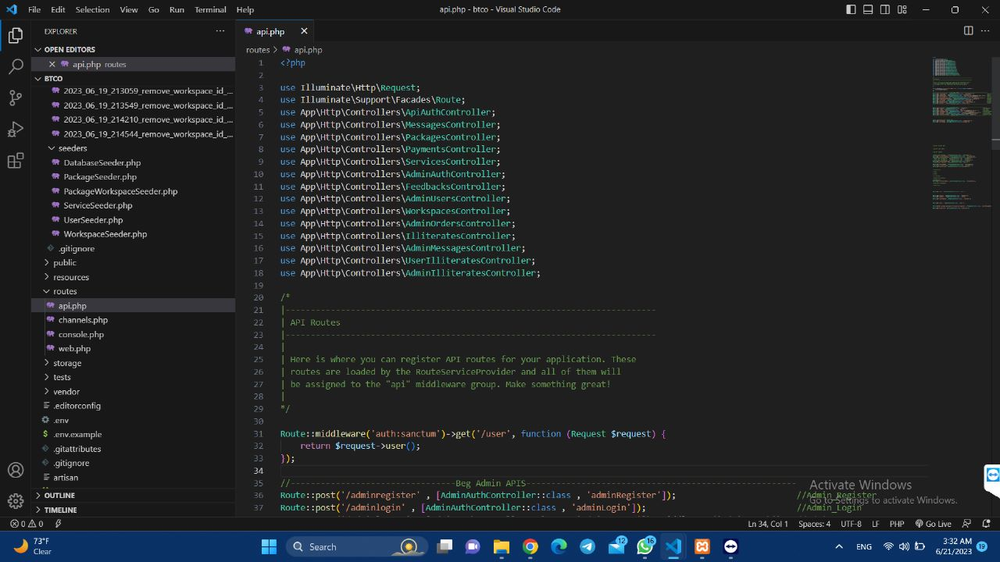 File Edit Selection View Go Run Terminal Help
api.php - btco - Visual Studio Code
EXPLORER
OPEN EDITORS
api.php routes
BTCO
2023_06_19_213059_remove_workspace_id_...
2023_06_19_213549_remove_workspace_id_...
2023_06_19_214210_remove_workspace_id_...
2023_06_19_214544_remove_workspace_id_...
seeders
DatabaseSeeder.php
PackageSeeder.php
PackageWorkspaceSeeder.php
ServiceSeeder.php
UserSeeder.php
WorkspaceSeeder.php
.gitignore
public
resources
routes
api.php
channels.php
console.php
web.php
storage
tests
vendor
.editorconfig
.env
.env.example
.gitattributes
.gitignore
artisan
OUTLINE
TIMELINE
api.php
routes > api.php
1 <?php
2
3 use Illuminate\Http\Request;
4 use Illuminate\Support\Facades\Route;
5 use App\Http\Controllers\ApiAuthController;
6 use App\Http\Controllers\MessagesController;
7 use App\Http\Controllers\PackagesController;
8 use App\Http\Controllers\PaymentsController;
9 use App\Http\Controllers\ServicesController;
10 use App\Http\Controllers\AdminAuthController;
11 use App\Http\Controllers\FeedbacksController;
12 use App\Http\Controllers\AdminUsersController;
13 use App\Http\Controllers\WorkspacesController;
14 use App\Http\Controllers\AdminOrdersController;
15 use App\Http\Controllers\IlliteratesController;
16 use App\Http\Controllers\AdminMessagesController;
17 use App\Http\Controllers\UserIlliteratesController;
18 use App\Http\Controllers\AdminIlliteratesController;
19
20 /*
21 |--------------------------------------------------------------------------
22 | API Routes
23 |--------------------------------------------------------------------------
24 |
25 | Here is where you can register API routes for your application. These
26 | routes are loaded by the RouteServiceProvider and all of them will
27 | be assigned to the "api" middleware group. Make something great!
28 |
29 */
30
31 Route::middleware('auth:sanctum')->get('/user', function (Request $request) {
32 return $request->user();
33 });
34
35 //---------------------------------Beg Admin APIS------------------------------------------------------
36 Route::post('/adminregister' , [AdminAuthController::class , 'adminRegister']); //Admin_Register
37 Route::post('/adminlogin' , [AdminAuthController::class , 'adminLogin']); //Admin_Login
Activate Windows
Go to Settings to activate Windows.
0 0
Ln 34, Col 1 Spaces: 4 UTF-8 LF PHP Go Live
73°F
Clear
Search
12
16
ENG
3:32 AM
6/21/2023
19